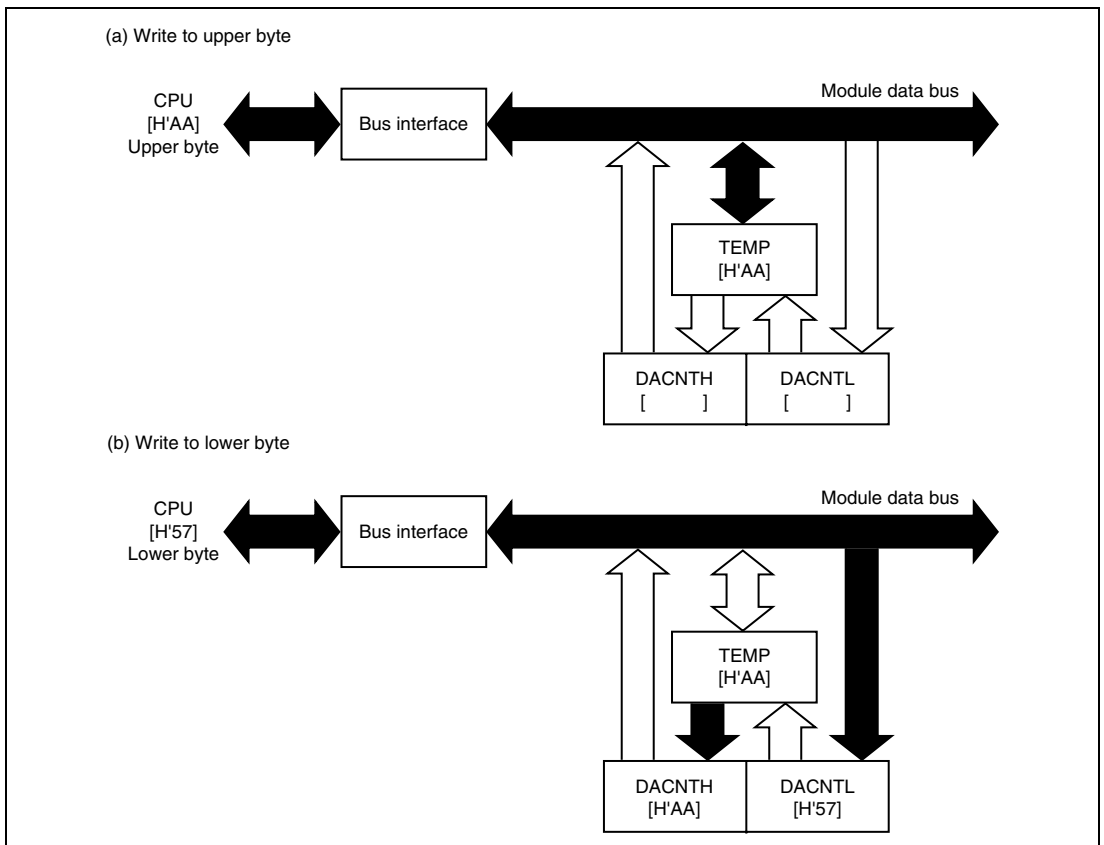 (a) Write to upper byte
CPU
[H'AA]
Upper byte
Bus interface
Module data bus
TEMP
[H'AA]
DACNTH
[ ]
DACNTL
[ ]
(b) Write to lower byte
CPU
[H'57]
Lower byte
Bus interface
Module data bus
TEMP
[H'AA]
DACNTH
[H'AA]
DACNTL
[H'57]